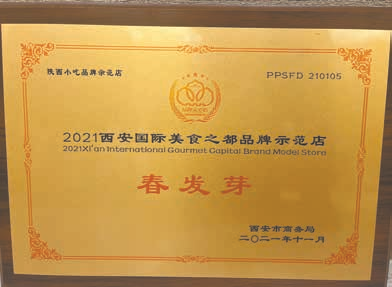 陕西小吃品牌示范店
PPSFD 210105
2021西安国际美食之都品牌示范店
2021Xi'an International Gourmet Capital Brand Model Store
春发芽
西安市商务局
二〇二一年十一月